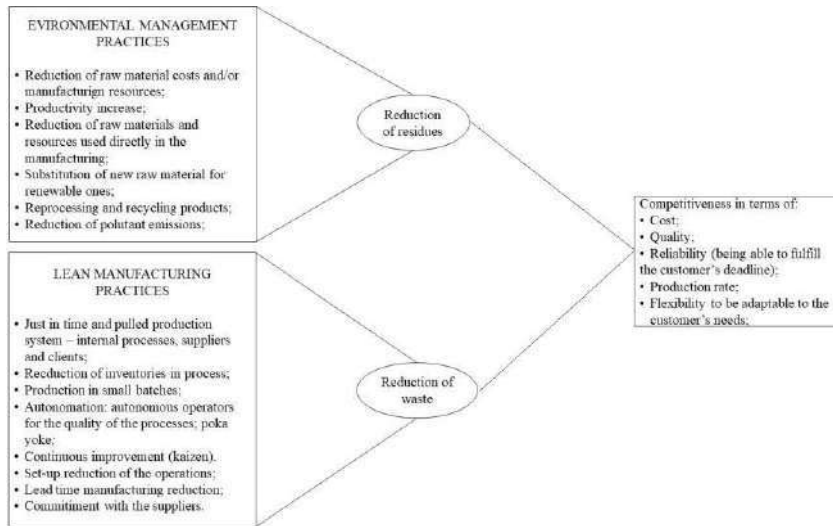 EVIRONMENTAL MANAGEMENT
PRACTICES
• Reduction of raw material costs and/or
manufacturign resources;
• Productivity increase;
• Reduction of raw materials and
resources used directly in the
manufacturing;
• Substitution of new raw material for
renewable ones;
• Reprocessing and recycling products;
• Reduction of polutant emissions;
Reduction
of residues
LEAN MANUFACTURING
PRACTICES
• Just in time and pulled production
system – internal processes, suppliers
and clients;
• Recduction of inventories in process;
• Production in small batches;
• Autonomation: autonomous operators
for the quality of the processes; poka
yoke;
• Continuous improvement (kaizen).
• Set-up reduction of the operations;
• Lead time manufacturing reduction;
• Commitment with the suppliers.
Reduction of
waste
Competitiveness in terms of:
• Cost;
• Quality;
• Reliability (being able to fulfill
the customer's deadline);
• Production rate;
• Flexibility to be adaptable to the
customer's needs;